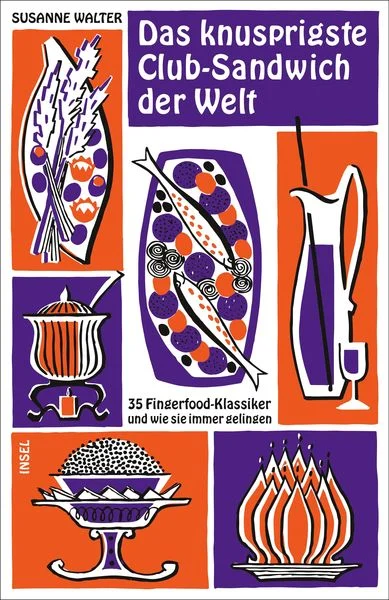 SUSANNE WALTER
Das knusprigste
Club-Sandwich
der Welt
35 Fingerfood-Klassiker
und wie sie immer gelingen
INSEL